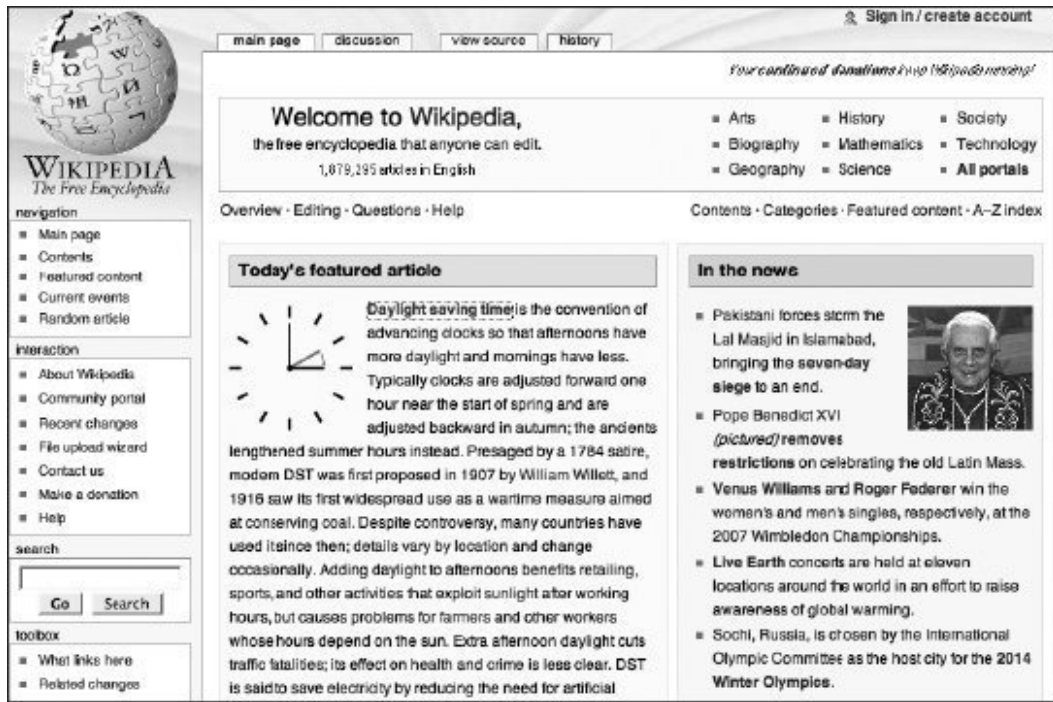 Sign in / create account
main page discussion view source history
Your continued donations keep Wikipedia running!
WIKIPEDIA
The Free Encyclopedia
navigation
Main page
Contents
Featured content
Current events
Random article
interaction
About Wikipedia
Community portal
Recent changes
File upload wizard
Contact us
Make a donation
Help
search
Go Search
toolbox
What links here
Related changes
Welcome to Wikipedia,
the free encyclopedia that anyone can edit.
1,879,295 articles in English
Arts History Society
Biography Mathematics Technology
Geography Science All portals
Overview · Editing · Questions · Help
Contents · Categories · Featured content · A–Z index
Today's featured article
Daylight saving time is the convention of
advancing clocks so that afternoons have
more daylight and mornings have less.
Typically clocks are adjusted forward one
hour near the start of spring and are
adjusted backward in autumn; the ancients
lengthened summer hours instead. Presaged by a 1784 satire,
modern DST was first proposed in 1907 by William Willett, and
1916 saw its first widespread use as a wartime measure aimed
at conserving coal. Despite controversy, many countries have
used it since then; details vary by location and change
occasionally. Adding daylight to afternoons benefits retailing,
sports, and other activities that exploit sunlight after working
hours, but causes problems for farmers and other workers
whose hours depend on the sun. Extra afternoon daylight cuts
traffic fatalities; its effect on health and crime is less clear. DST
is said to save electricity by reducing the need for artificial
In the news
Pakistani forces storm the
Lal Masjid in Islamabad,
bringing the seven-day
siege to an end.
Pope Benedict XVI
(pictured) removes
restrictions on celebrating the old Latin Mass.
Venus Williams and Roger Federer win the
women's and men's singles, respectively, at the
2007 Wimbledon Championships.
Live Earth concerts are held at eleven
locations around the world in an effort to raise
awareness of global warming.
Sochi, Russia, is chosen by the International
Olympic Committee as the host city for the 2014
Winter Olympics.